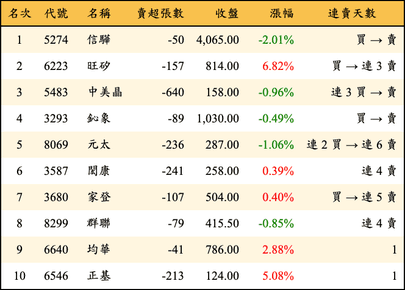 名次 代號 名稱 賣超張數 收盤 漲幅 連賣天數
1 5274 信驊 -50 4,065.00 -2.01% 買 → 賣
2 6223 旺矽 -157 814.00 6.82% 買 → 連 3 賣
3 5483 中美晶 -640 158.00 -0.96% 連 3 買 → 賣
4 3293 鈊象 -89 1,030.00 -0.49% 買 → 賣
5 8069 元太 -236 287.00 -1.06% 連 2 買 → 連 6 賣
6 3587 閎康 -241 258.00 0.39% 連 4 賣
7 3680 家登 -107 504.00 0.40% 買 → 連 5 賣
8 8299 群聯 -79 415.50 -0.85% 連 4 賣
9 6640 均華 -41 786.00 2.88% 1
10 6546 正基 -213 124.00 5.08% 1